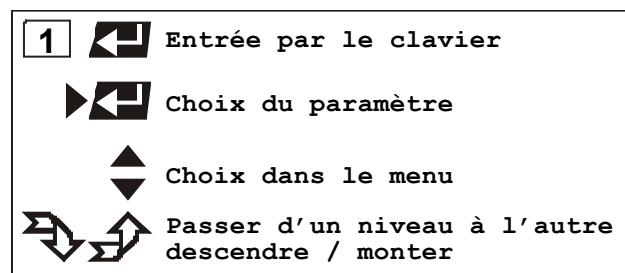 1 Entrée par le clavier
Choix du paramètre
Choix dans le menu
Passer d'un niveau à l'autre
descendre / monter